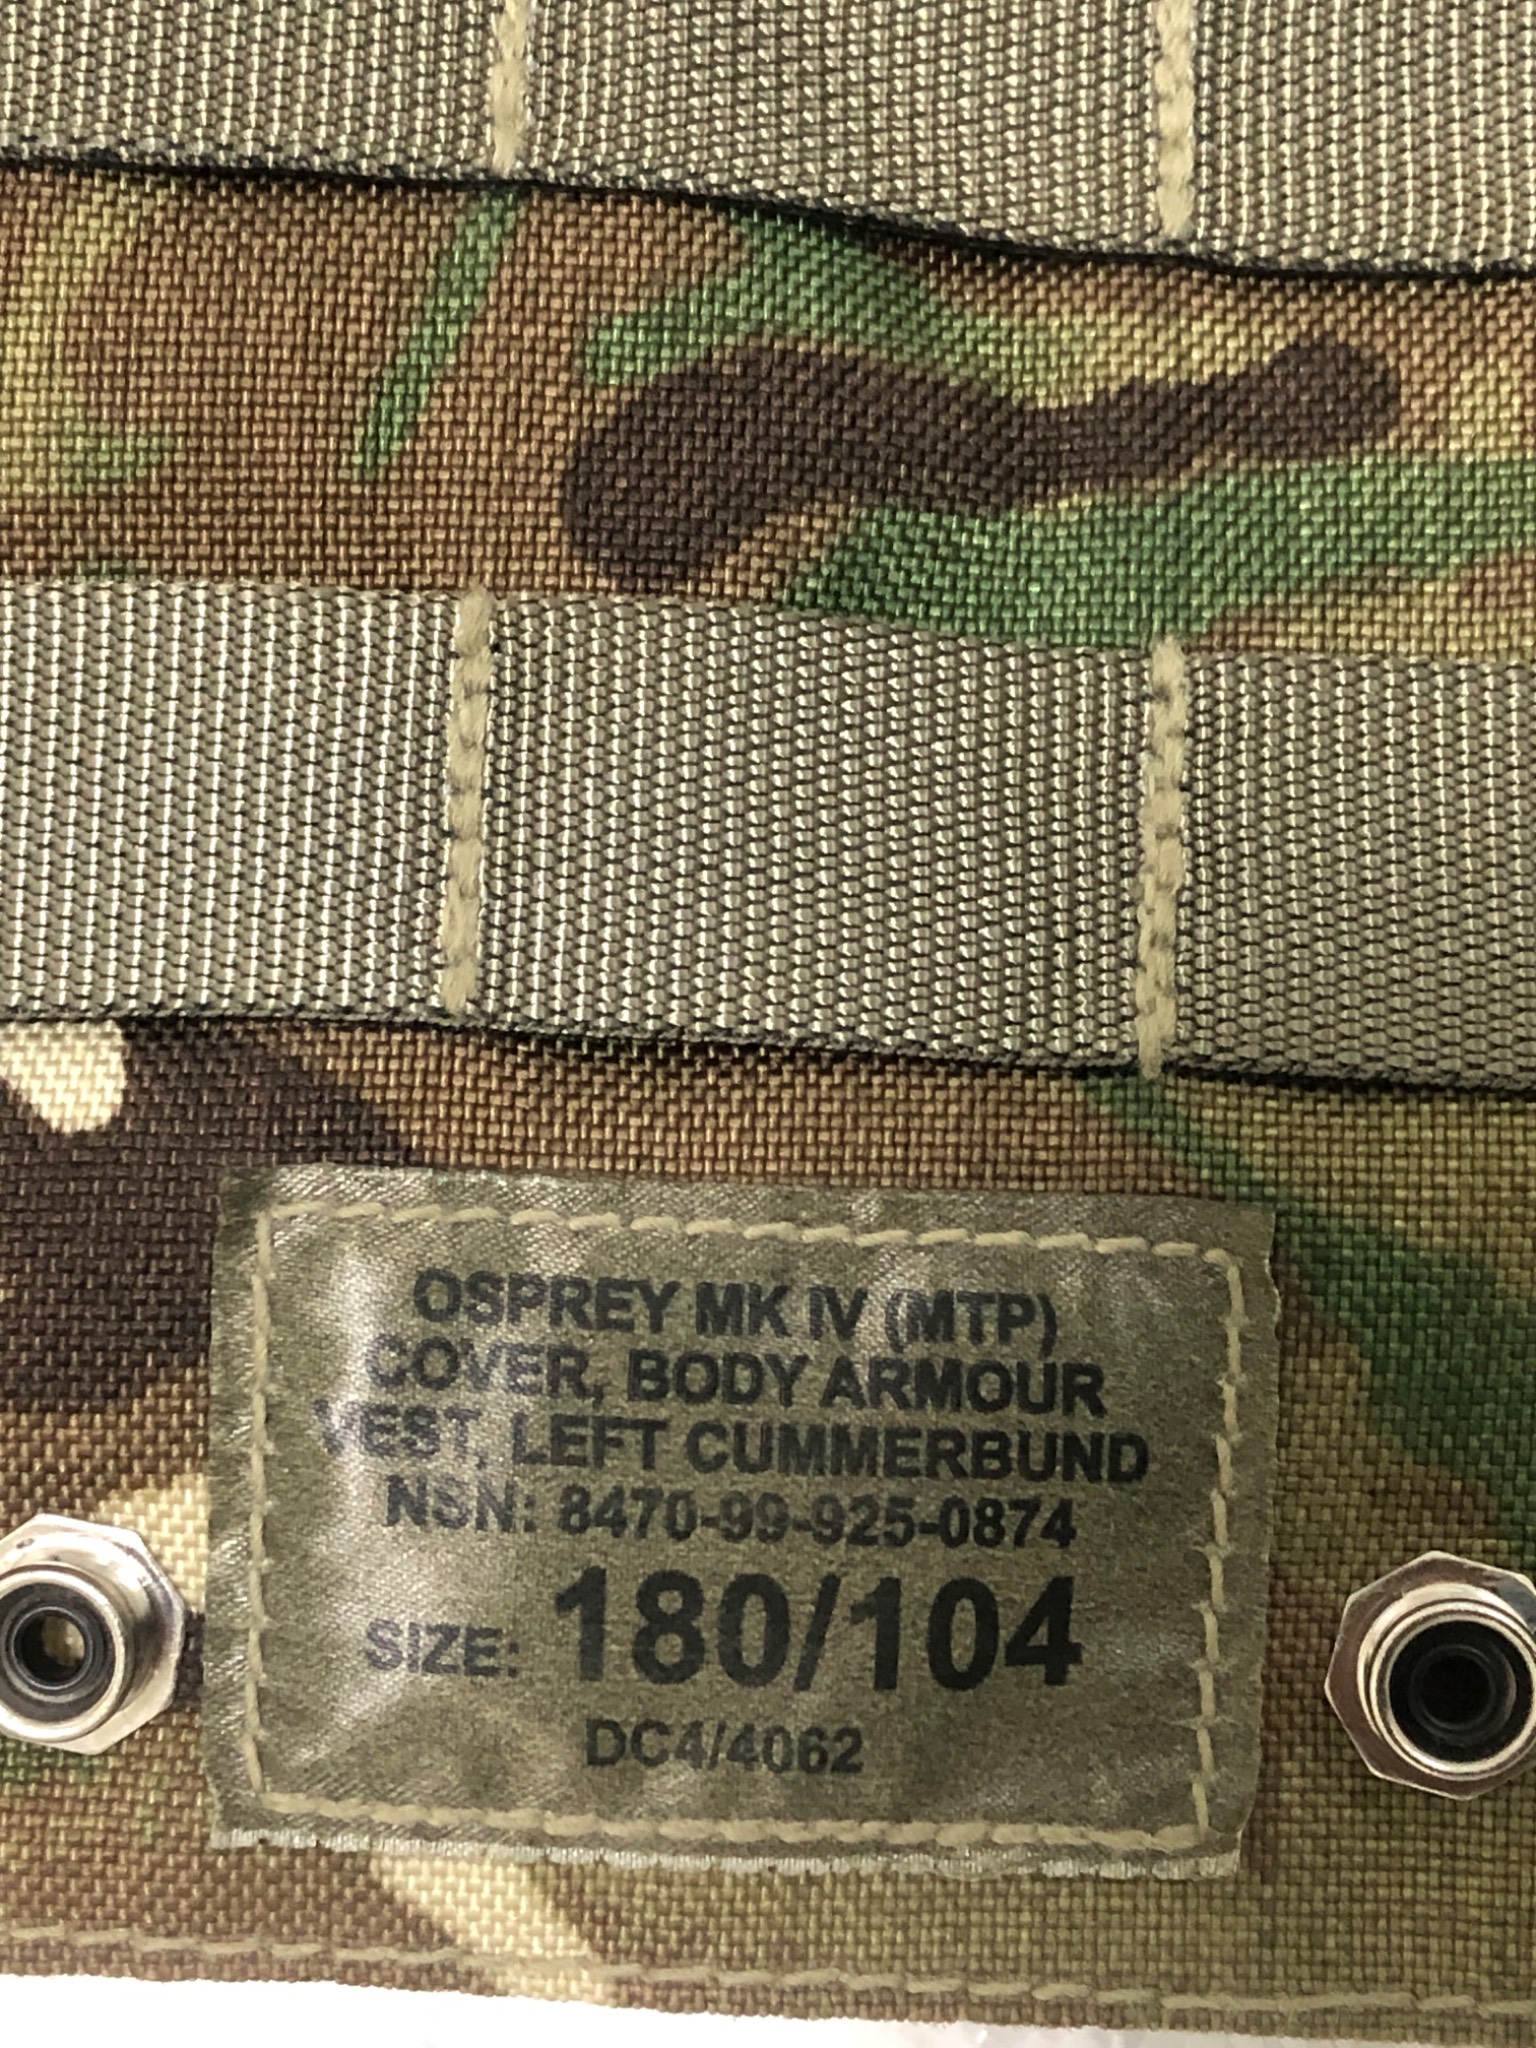 OSPREY MK IV (MTP)
COVER, BODY ARMOUR
VEST, LEFT CUMMERBUND
NSN: 8470-99-925-0874
SIZE: 180/104
DC4/4062